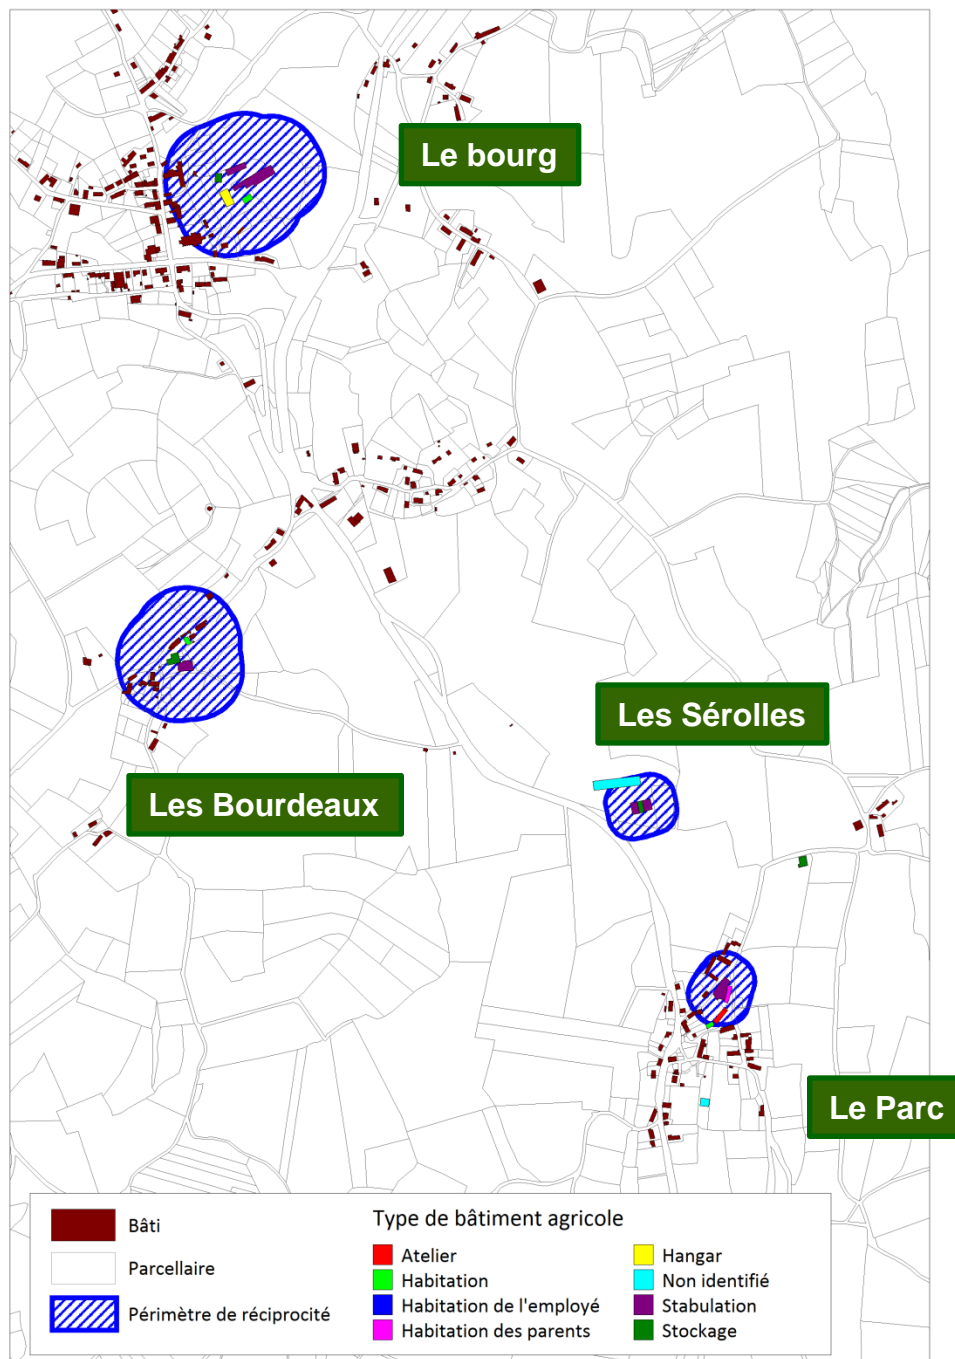 Le bourg
Les Sérolles
Les Bourdeaux
Le Parc
Bâti
Parcellaire
Périmètre de réciprocité
Type de bâtiment agricole
Atelier
Habitation
Habitation de l'employé
Habitation des parents
Hangar
Non identifié
Stabulation
Stockage